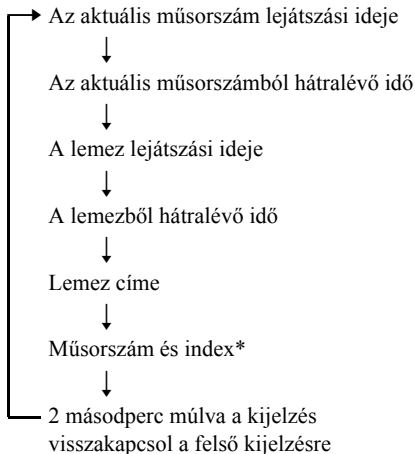 Az aktuális műsorszám lejátszási ideje
Az aktuális műsorszámból hátralévő idő
A lemez lejátszási ideje
A lemezből hátralévő idő
Lemez címe
Műsorszám és index*
2 másodperc múlva a kijelzés
visszakapcsol a felső kijelzésre